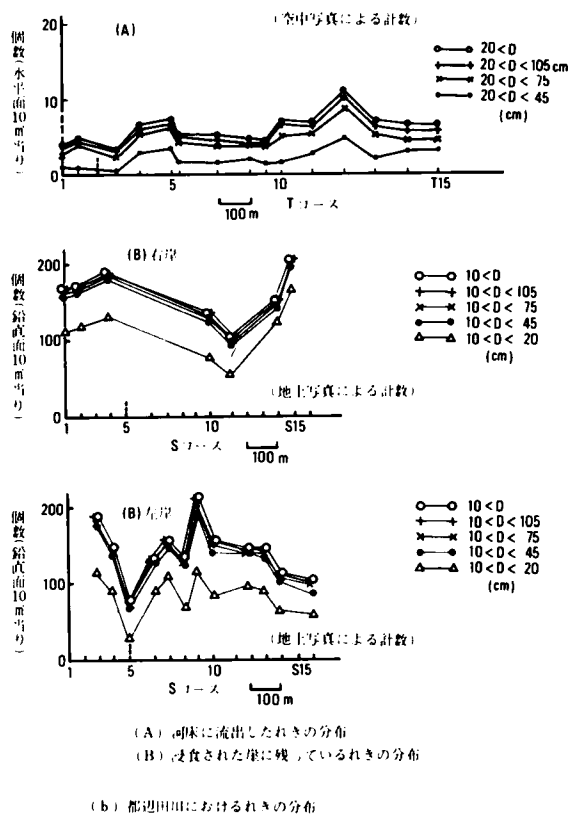 (空中写真による計数)
(A)
個数(水平面10㎡当り)
20
10
0
20<D
20<D<105cm
20<D<75
20<D<45
(cm)
1
5
10
T15
Tコース
100m
(B)右岸
個数(鉛直面10㎡当り)
200
100
0
10<D
10<D<105
10<D<75
10<D<45
10<D<20
(cm)
(地上写真による計数)
1
5
10
S15
Sコース
100m
(B)左岸
個数(鉛直面10㎡当り)
200
100
0
10<D
10<D<105
10<D<75
10<D<45
10<D<20
(cm)
(地上写真による計数)
1
5
10
S15
Sコース
100m
(A) 河床に流出したれきの分布
(B) 浸食された崖に残っているれきの分布
(b) 都辺田川におけるれきの分布